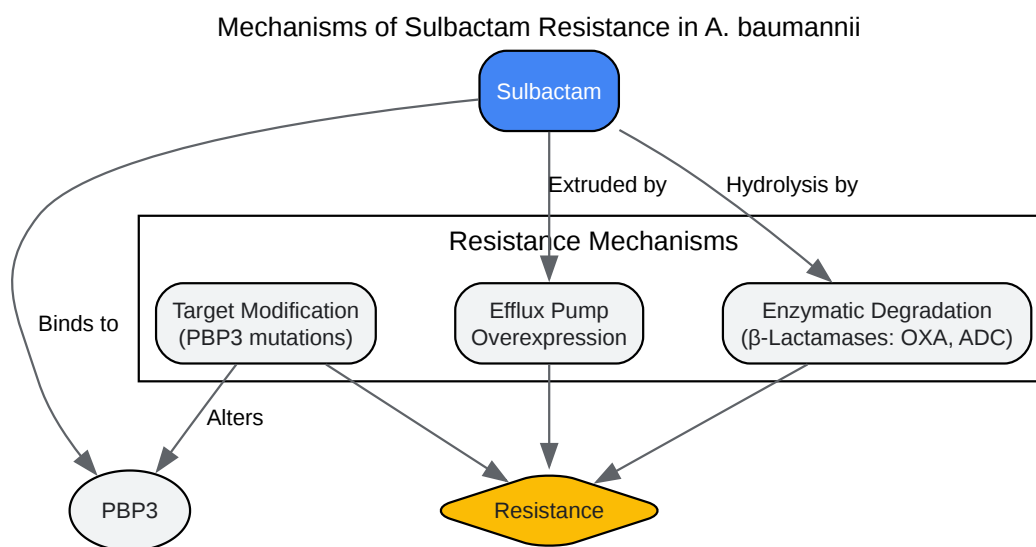 Mechanisms of Sulbactam Resistance in A. baumannii
Sulbactam
Extruded by
Hydrolysis by
Resistance Mechanisms
Target Modification
(PBP3 mutations)
Efflux Pump
Overexpression
Enzymatic Degradation
(β-Lactamases: OXA, ADC)
Binds to
Alters
PBP3
Resistance